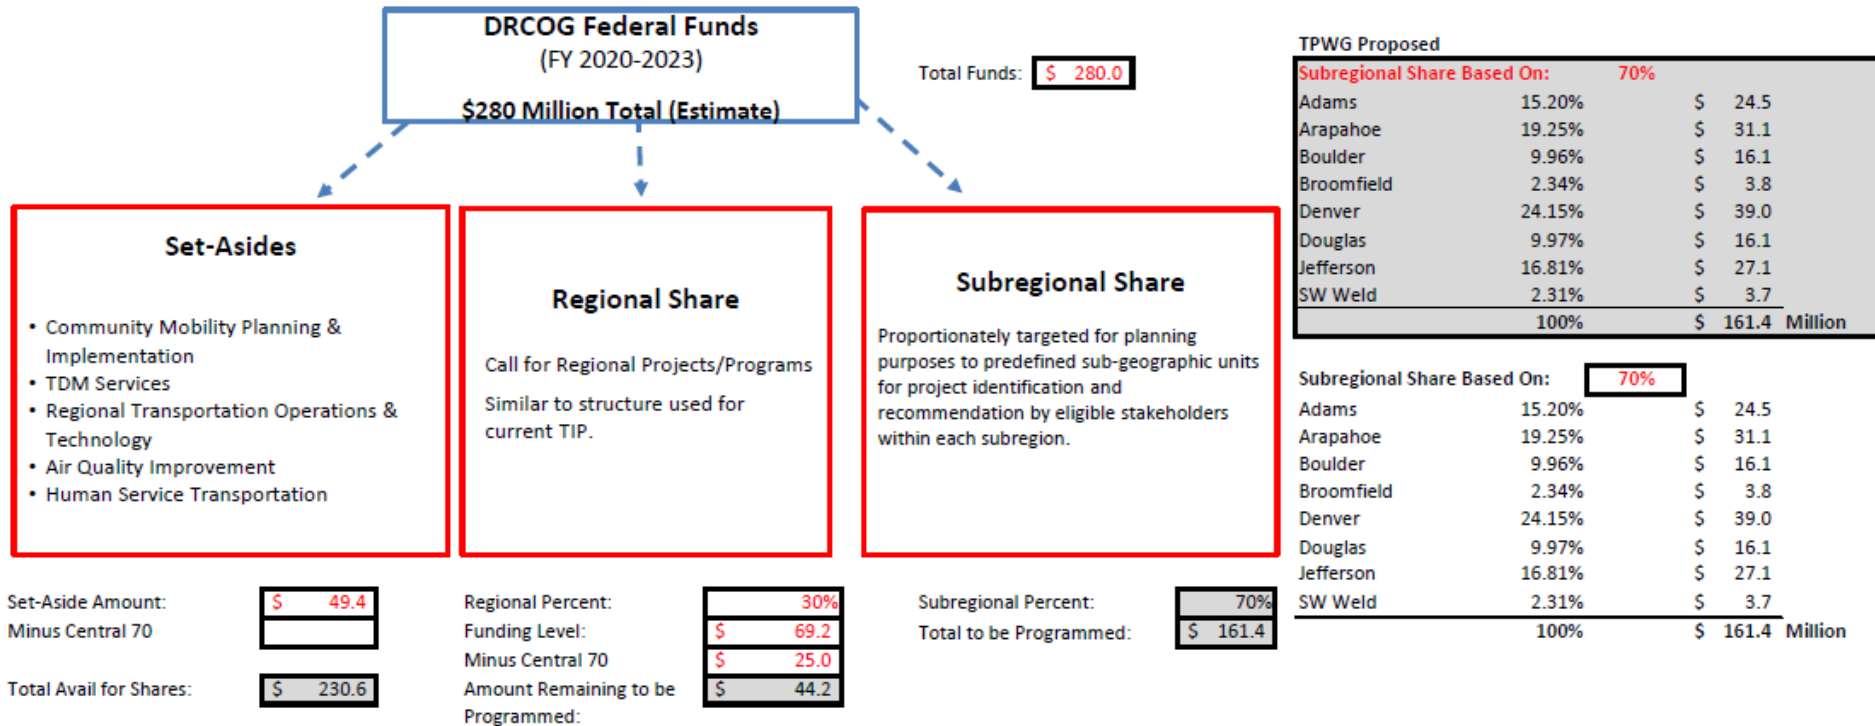 DRCOG Federal Funds
(FY 2020-2023)
$280 Million Total (Estimate)
Total Funds: $ 280.0
Set-Asides
• Community Mobility Planning &
Implementation
• TDM Services
• Regional Transportation Operations &
Technology
• Air Quality Improvement
• Human Service Transportation
Regional Share
Call for Regional Projects/Programs
Similar to structure used for
current TIP.
Subregional Share
Proportionately targeted for planning
purposes to predefined sub-geographic units
for project identification and
recommendation by eligible stakeholders
within each subregion.
Set-Aside Amount: $ 49.4
Minus Central 70
Total Avail for Shares: $ 230.6
Regional Percent: 30%
Funding Level: $ 69.2
Minus Central 70 $ 25.0
Amount Remaining to be $ 44.2
Programmed:
Subregional Percent: 70%
Total to be Programmed: $ 161.4
TPWG Proposed
Subregional Share Based On: 70%
Adams 15.20% $ 24.5
Arapahoe 19.25% $ 31.1
Boulder 9.96% $ 16.1
Broomfield 2.34% $ 3.8
Denver 24.15% $ 39.0
Douglas 9.97% $ 16.1
Jefferson 16.81% $ 27.1
SW Weld 2.31% $ 3.7
100% $ 161.4 Million
Subregional Share Based On: 70%
Adams 15.20% $ 24.5
Arapahoe 19.25% $ 31.1
Boulder 9.96% $ 16.1
Broomfield 2.34% $ 3.8
Denver 24.15% $ 39.0
Douglas 9.97% $ 16.1
Jefferson 16.81% $ 27.1
SW Weld 2.31% $ 3.7
100% $ 161.4 Million